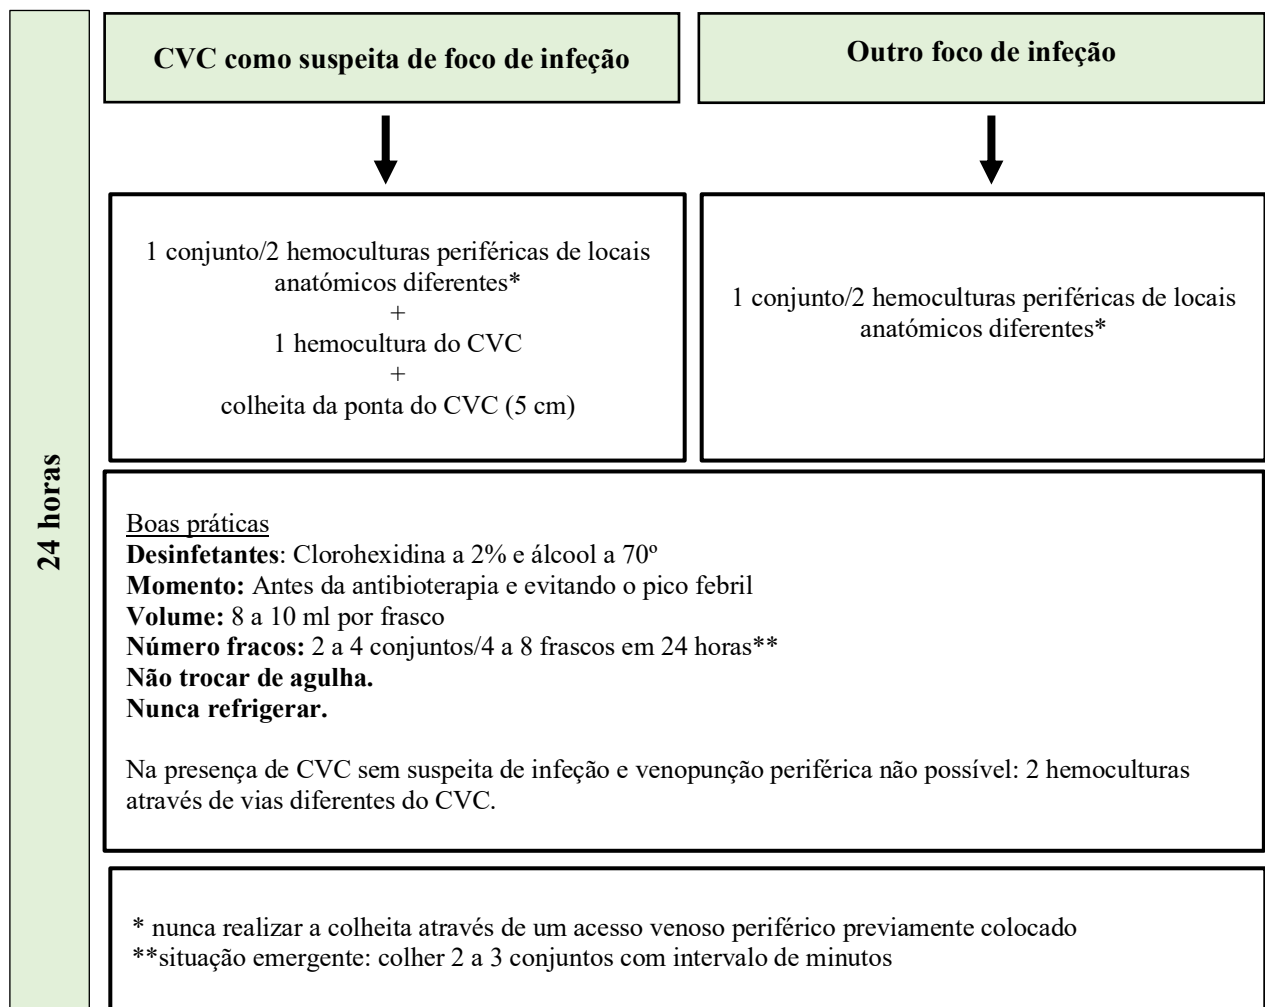 24 horas
CVC como suspeita de foco de infeção
Outro foco de infeção
1 conjunto/2 hemoculturas periféricas de locais
anatómicos diferentes*
+
1 hemocultura do CVC
+
colheita da ponta do CVC (5 cm)
1 conjunto/2 hemoculturas periféricas de locais
anatómicos diferentes*
Boas práticas
Desinfetantes: Clorohexidina a 2% e álcool a 70º
Momento: Antes da antibioterapia e evitando o pico febril
Volume: 8 a 10 ml por frasco
Número fracos: 2 a 4 conjuntos/4 a 8 frascos em 24 horas**
Não trocar de agulha.
Nunca refrigerar.
Na presença de CVC sem suspeita de infeção e venopunção periférica não possível: 2 hemoculturas
através de vias diferentes do CVC.
* nunca realizar a colheita através de um acesso venoso periférico previamente colocado
**situação emergente: colher 2 a 3 conjuntos com intervalo de minutos